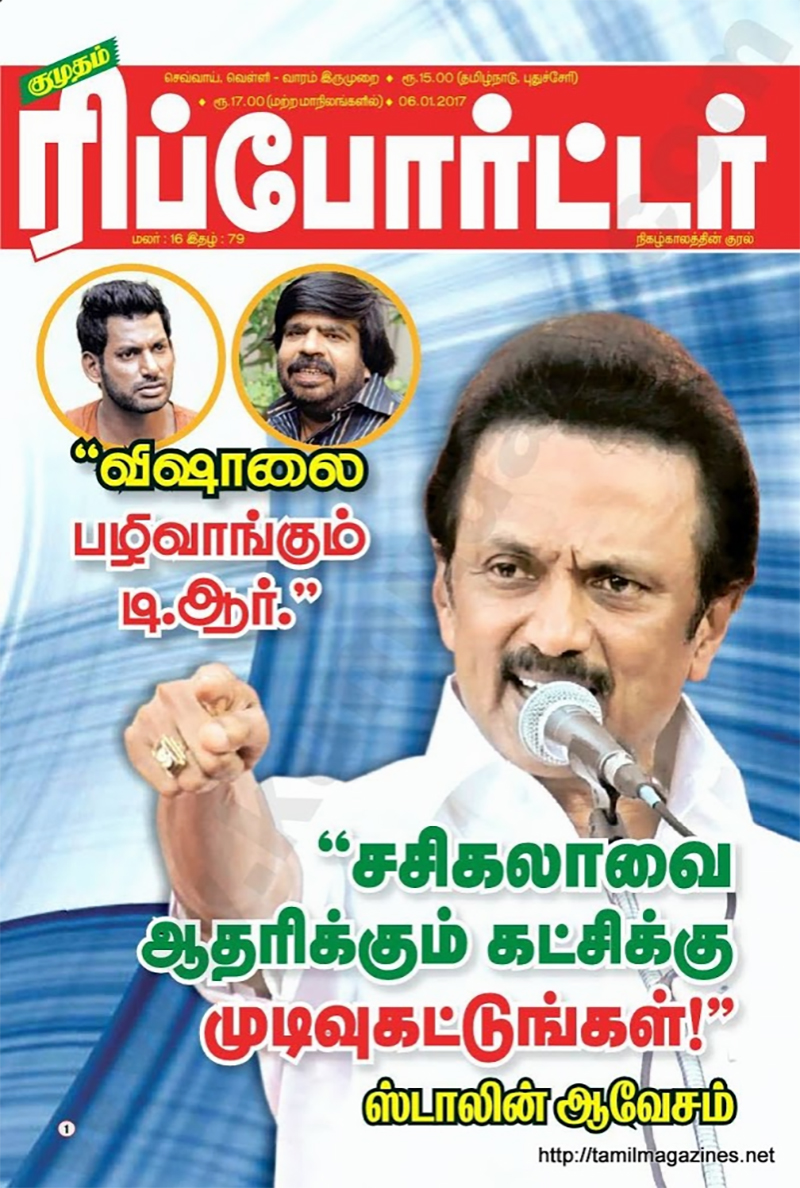 குமுதம்
செவ்வாய், வெள்ளி - வாரம் இருமுறை ♦ ரூ.15.00 (தமிழ்நாடு, புதுச்சேரி)
♦ ரூ.17.00 (மற்ற மாநிலங்களில்) ♦ 06.01.2017
ரிப்போர்ட்டர்
மலர் : 16 இதழ் : 79
நிகழ்காலத்தின் குரல்
“விஷாலை
பழிவாங்கும்
டி.ஆர்.”
“சசிகலாவை
ஆதரிக்கும் கட்சிக்கு
முடிவுகட்டுங்கள்!”
ஸ்டாலின் ஆவேசம்
1
http://tamilmagazines.net